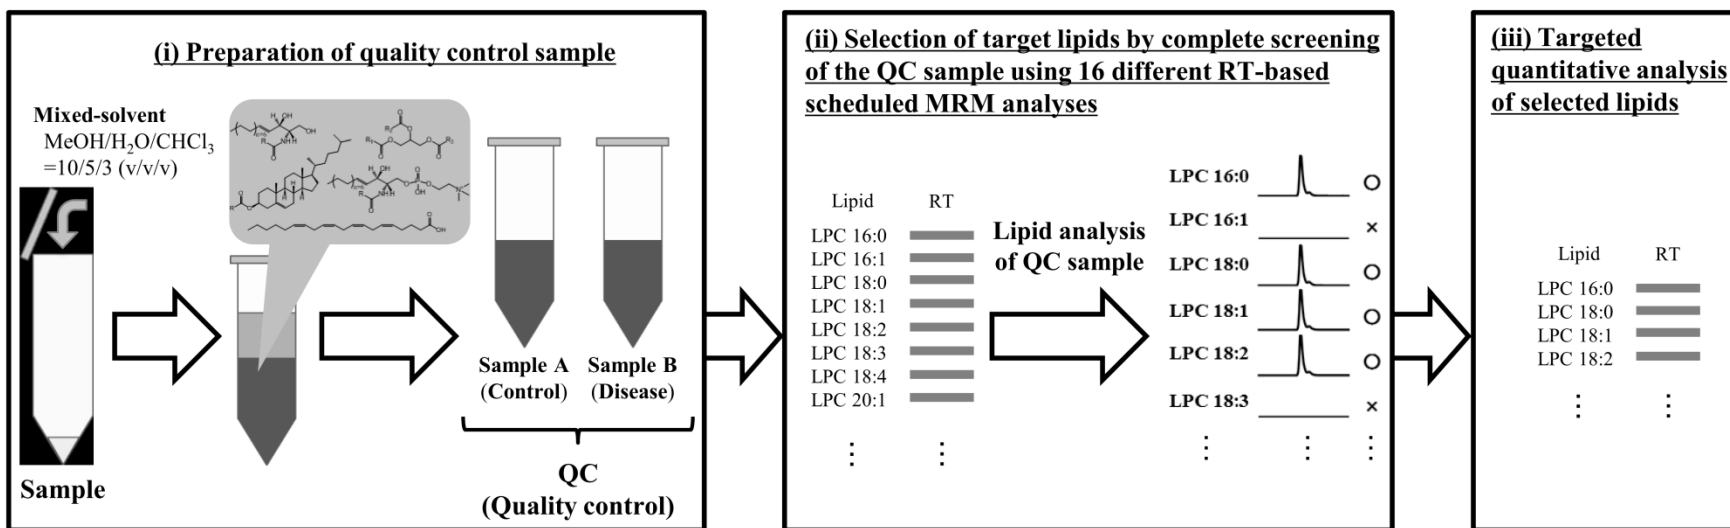 (i) Preparation of quality control sample
Mixed-solvent
MeOH/H₂O/CHCl₃
=10/5/3 (v/v/v)
Sample
Sample A
(Control)
Sample B
(Disease)
QC
(Quality control)
(ii) Selection of target lipids by complete screening
of the QC sample using 16 different RT-based
scheduled MRM analyses
Lipid RT
LPC 16:0
LPC 16:1
LPC 18:0
LPC 18:1
LPC 18:2
LPC 18:3
LPC 18:4
LPC 20:1
⋮ ⋮
Lipid analysis
of QC sample
LPC 16:0 ○
LPC 16:1 ×
LPC 18:0 ○
LPC 18:1 ○
LPC 18:2 ○
LPC 18:3 ×
⋮ ⋮ ⋮
(iii) Targeted
quantitative analysis
of selected lipids
Lipid RT
LPC 16:0
LPC 18:0
LPC 18:1
LPC 18:2
⋮ ⋮